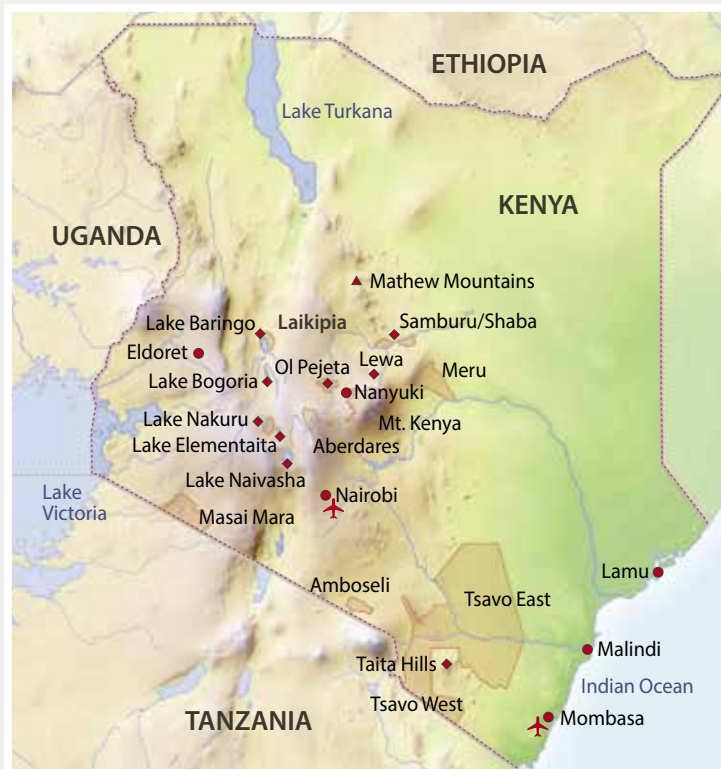 ETHIOPIA
Lake Turkana
KENYA
UGANDA
Mathew Mountains
Lake Baringo
Laikipia
Samburu/Shaba
Eldoret
Ol Pejeta
Lewa
Lake Bogoria
Meru
Nanyuki
Lake Nakuru
Mt. Kenya
Lake Elementaita
Aberdares
Lake Naivasha
Nairobi
Lake
Victoria
Masai Mara
Lamu
Amboseli
Tsavo East
Malindi
Taita Hills
Indian Ocean
Tsavo West
TANZANIA
Mombasa